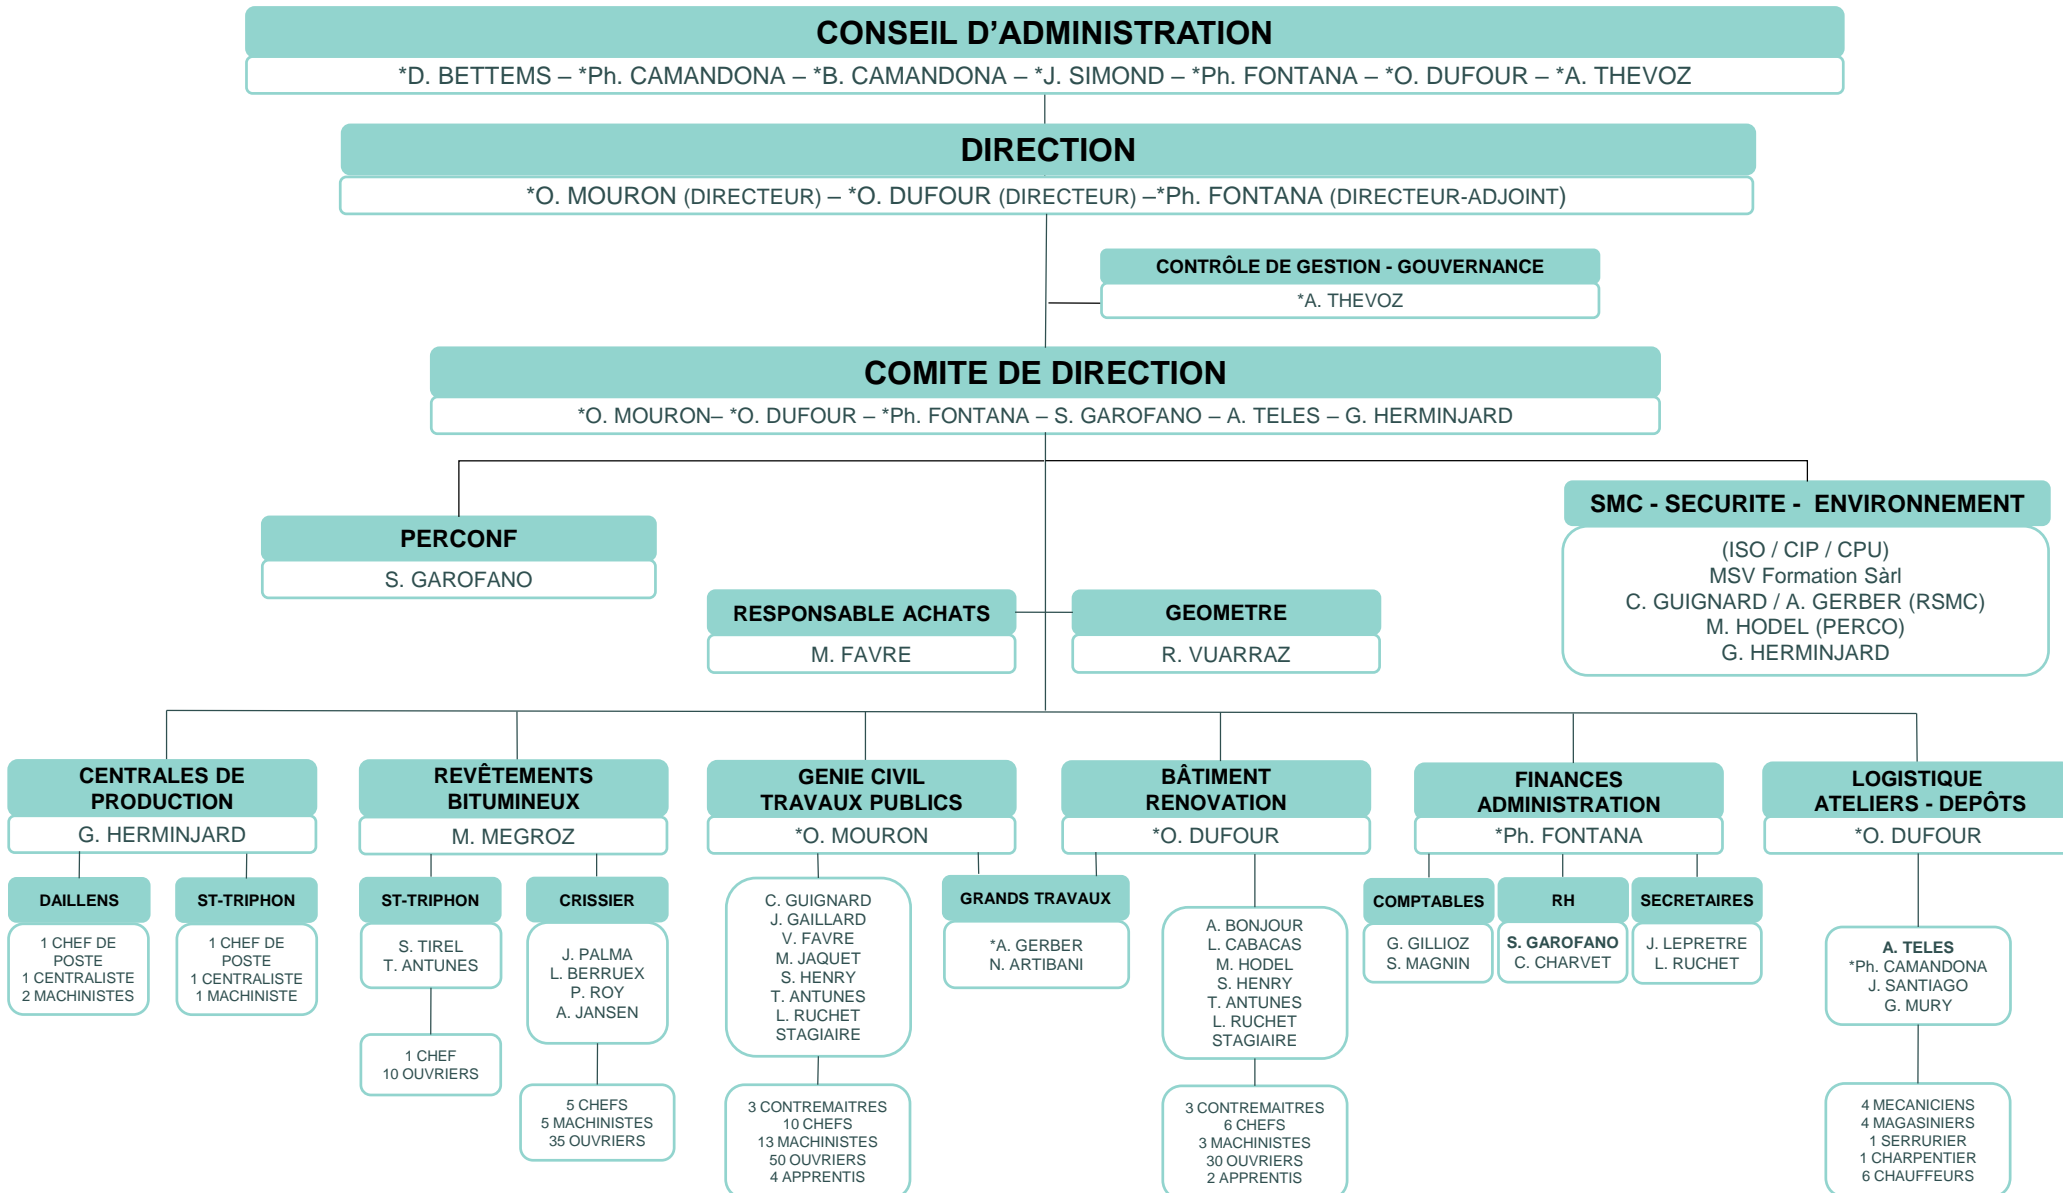 CONSEIL D’ADMINISTRATION
*D. BETTEMS – *Ph. CAMANDONA – *B. CAMANDONA – *J. SIMOND – *Ph. FONTANA – *O. DUFOUR – *A. THEVOZ
DIRECTION
*O. MOURON (DIRECTEUR) – *O. DUFOUR (DIRECTEUR) –*Ph. FONTANA (DIRECTEUR-ADJOINT)
CONTRÔLE DE GESTION - GOUVERNANCE
*A. THEVOZ
COMITE DE DIRECTION
*O. MOURON– *O. DUFOUR – *Ph. FONTANA – S. GAROFANO – A. TELES – G. HERMINJARD
PERCONF
S. GAROFANO
SMC - SECURITE - ENVIRONNEMENT
(ISO / CIP / CPU)
MSV Formation Sàrl
C. GUIGNARD / A. GERBER (RSMC)
M. HODEL (PERCO)
G. HERMINJARD
RESPONSABLE ACHATS
M. FAVRE
GEOMETRE
R. VUARRAZ
CENTRALES DE
PRODUCTION
G. HERMINJARD
DAILLENS
1 CHEF DE
POSTE
1 CENTRALISTE
2 MACHINISTES
ST-TRIPHON
1 CHEF DE
POSTE
1 CENTRALISTE
1 MACHINISTE
REVÊTEMENTS
BITUMINEUX
M. MEGROZ
ST-TRIPHON
S. TIREL
T. ANTUNES
1 CHEF
10 OUVRIERS
CRISSIER
J. PALMA
L. BERRUEX
P. ROY
A. JANSEN
5 CHEFS
5 MACHINISTES
35 OUVRIERS
GENIE CIVIL
TRAVAUX PUBLICS
*O. MOURON
C. GUIGNARD
J. GAILLARD
V. FAVRE
M. JAQUET
S. HENRY
T. ANTUNES
L. RUCHET
STAGIAIRE
3 CONTREMAITRES
10 CHEFS
13 MACHINISTES
50 OUVRIERS
4 APPRENTIS
GRANDS TRAVAUX
*A. GERBER
N. ARTIBANI
BÂTIMENT
RENOVATION
*O. DUFOUR
A. BONJOUR
L. CABACAS
M. HODEL
S. HENRY
T. ANTUNES
L. RUCHET
STAGIAIRE
3 CONTREMAITRES
6 CHEFS
3 MACHINISTES
30 OUVRIERS
2 APPRENTIS
FINANCES
ADMINISTRATION
*Ph. FONTANA
COMPTABLES
G. GILLIOZ
S. MAGNIN
RH
S. GAROFANO
C. CHARVET
SECRETAIRES
J. LEPRETRE
L. RUCHET
LOGISTIQUE
ATELIERS - DEPÔTS
*O. DUFOUR
A. TELES
*Ph. CAMANDONA
J. SANTIAGO
G. MURY
4 MECANICIENS
4 MAGASINIERS
1 SERRURIER
1 CHARPENTIER
6 CHAUFFEURS